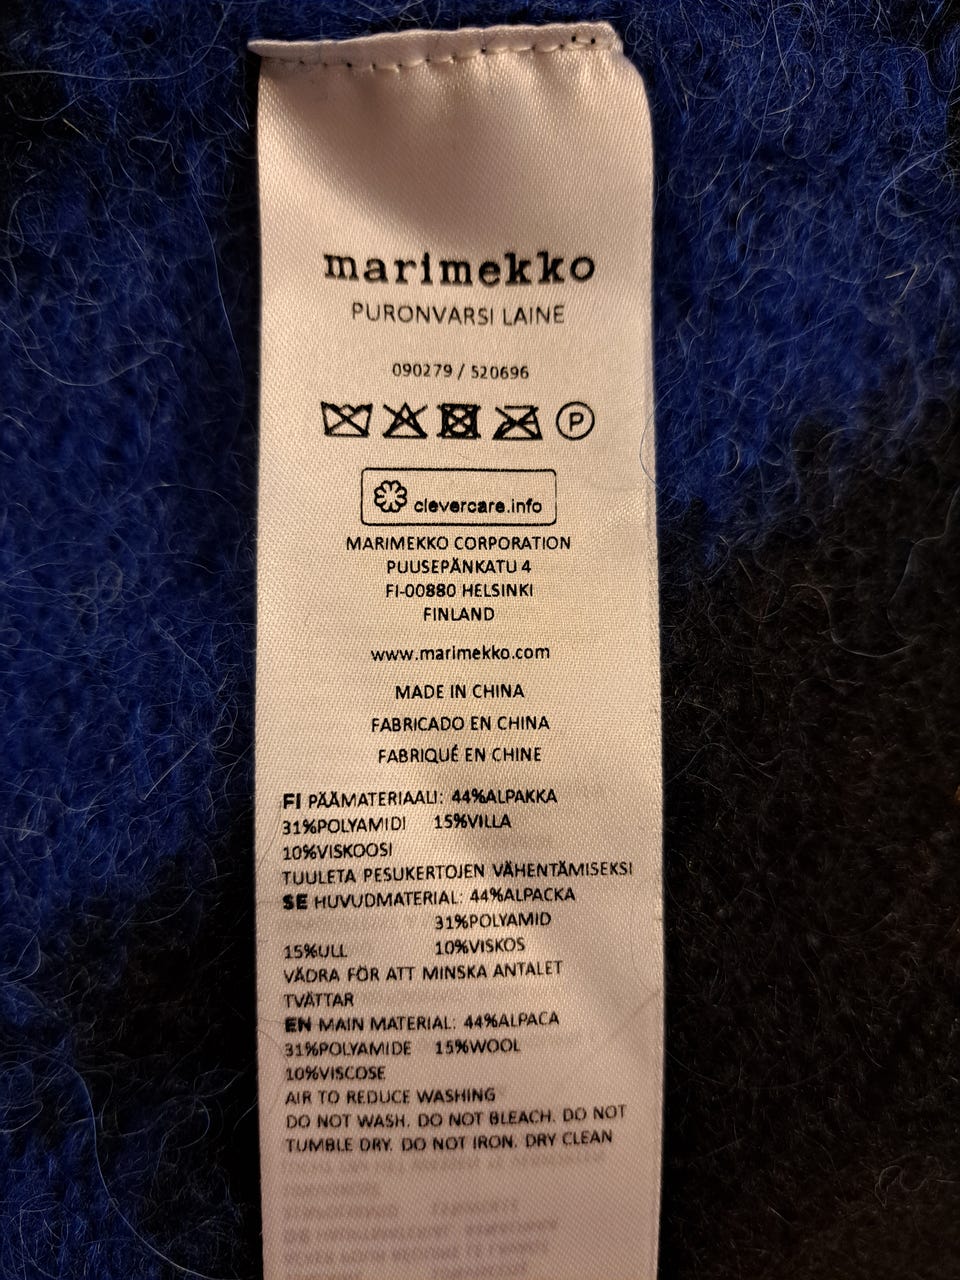 marimekko
PURONVARSI LAINE
090279 / 520696
P
clevercare.info
MARIMEKKO CORPORATION
PUUSEPÄNKATU 4
FI-00880 HELSINKI
FINLAND
www.marimekko.com
MADE IN CHINA
FABRICADO EN CHINA
FABRIQUÉ EN CHINE
FI PÄÄMATERIAALI: 44%ALPAKKA
31%POLYAMIDI 15%VILLA
10%VISKOOSI
TUULETA PESUKERTOJEN VÄHENTÄMISEKSI
SE HUVUDMATERIAL: 44%ALPACKA
31%POLYAMID
15%ULL 10%VISKOS
VÄDRA FÖR ATT MINSKA ANTALET
TVÄTTAR
EN MAIN MATERIAL: 44%ALPACA
31%POLYAMIDE 15%WOOL
10%VISCOSE
AIR TO REDUCE WASHING
DO NOT WASH. DO NOT BLEACH. DO NOT
TUMBLE DRY. DO NOT IRON. DRY CLEAN